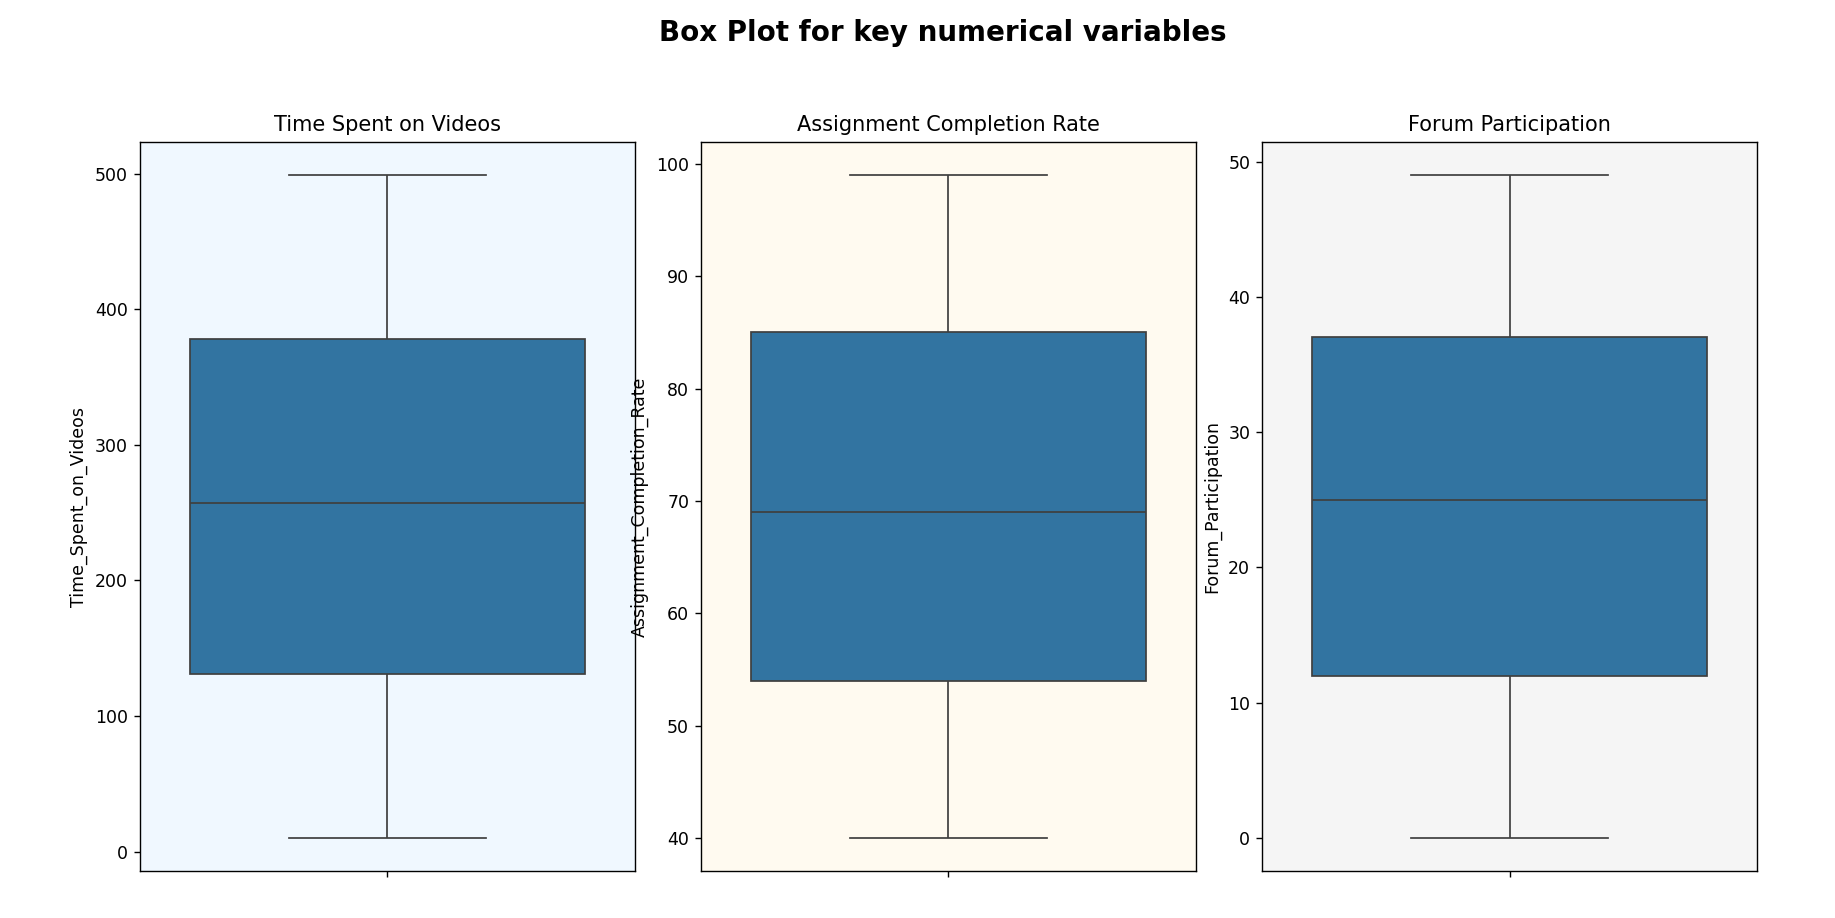 Box Plot for key numerical variables
Time Spent on Videos
Time_Spent_on_Videos
500
400
300
200
100
0
Assignment Completion Rate
Assignment_Completion_Rate
100
90
80
70
60
50
40
Forum Participation
Forum_Participation
50
40
30
20
10
0